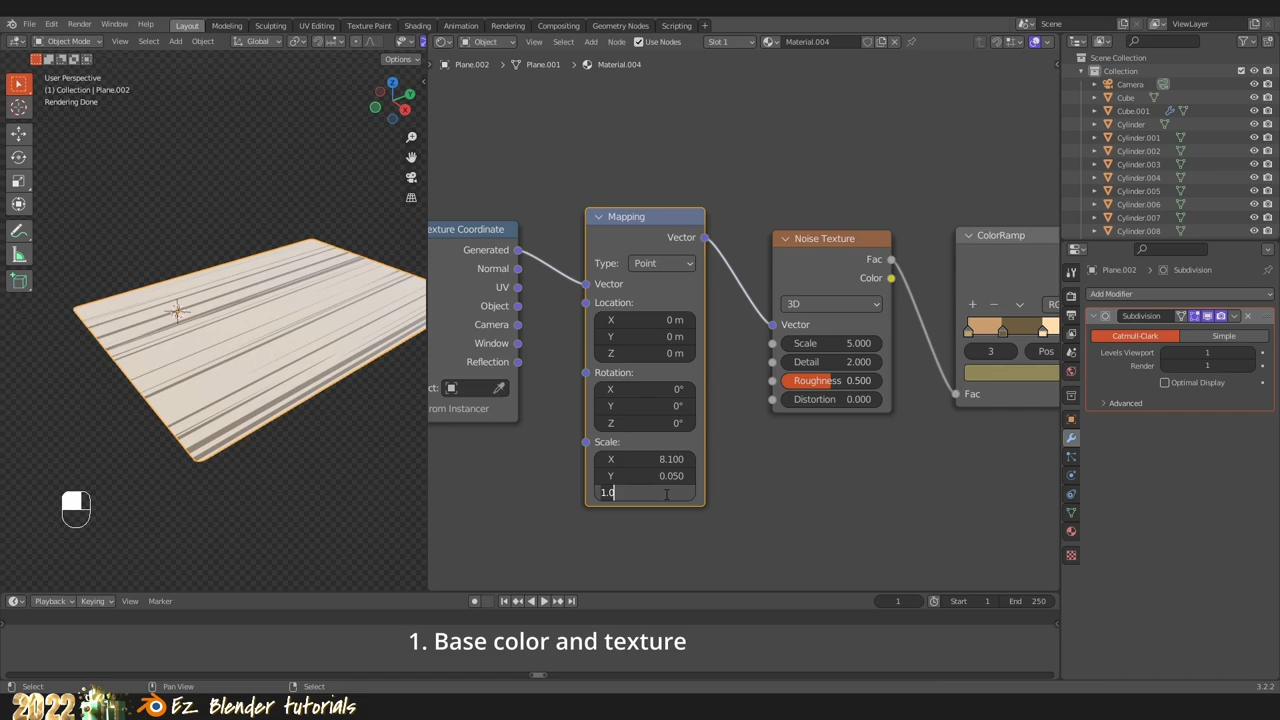 File Edit Render Window Help Layout Modeling Sculpting UV Editing Texture Paint Shading Animation Rendering Compositing Geometry Nodes Scripting + Scene ViewLayer
Object Mode View Select Add Object Global Object View Select Add Node Use Nodes Slot 1 Material.004
Options
Plane.002 > Plane.001 > Material.004
User Perspective
(1) Collection | Plane.002
Rendering Done
Z
Y
X
exture Coordinate
Generated
Normal
UV
Object
Camera
Window
Reflection
ct:
rom Instancer
Mapping
Vector
Type: Point
Vector
Location:
X 0 m
Y 0 m
Z 0 m
Rotation:
X 0°
Y 0°
Z 0°
Scale:
X 8.100
Y 0.050
1.0
Noise Texture
Fac
Color
3D
Vector
Scale 5.000
Detail 2.000
Roughness 0.500
Distortion 0.000
ColorRamp
RG
3 Pos
Fac
Scene Collection
Collection
Camera
Cube
Cube.001
Cylinder
Cylinder.001
Cylinder.002
Cylinder.003
Cylinder.004
Cylinder.005
Cylinder.006
Cylinder.007
Cylinder.008
Plane.002 > Subdivision
Add Modifier
Subdivision
Catmull-Clark Simple
Levels Viewport 1
Render 1
Optimal Display
Advanced
Playback Keying View Marker 1 Start 1 End 250
1. Base color and texture
Select Pan View Select 3.2.2
2022 Ez Blender tutorials